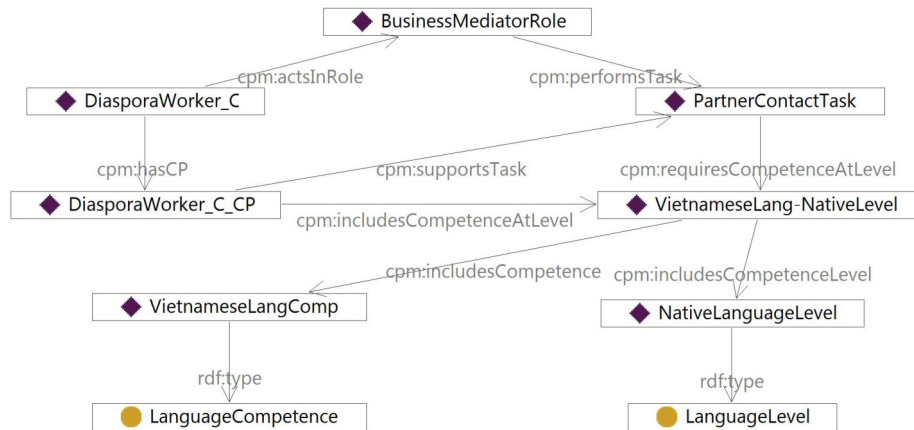 BusinessMediatorRole
cpm:actsInRole
cpm:performsTask
DiasporaWorker_C
PartnerContactTask
cpm:hasCP
cpm:supportsTask
cpm:requiresCompetenceAtLevel
DiasporaWorker_C_CP
VietnameseLang-NativeLevel
cpm:includesCompetenceAtLevel
cpm:includesCompetence
cpm:includesCompetenceLevel
VietnameseLangComp
NativeLanguageLevel
rdf:type
rdf:type
LanguageCompetence
LanguageLevel